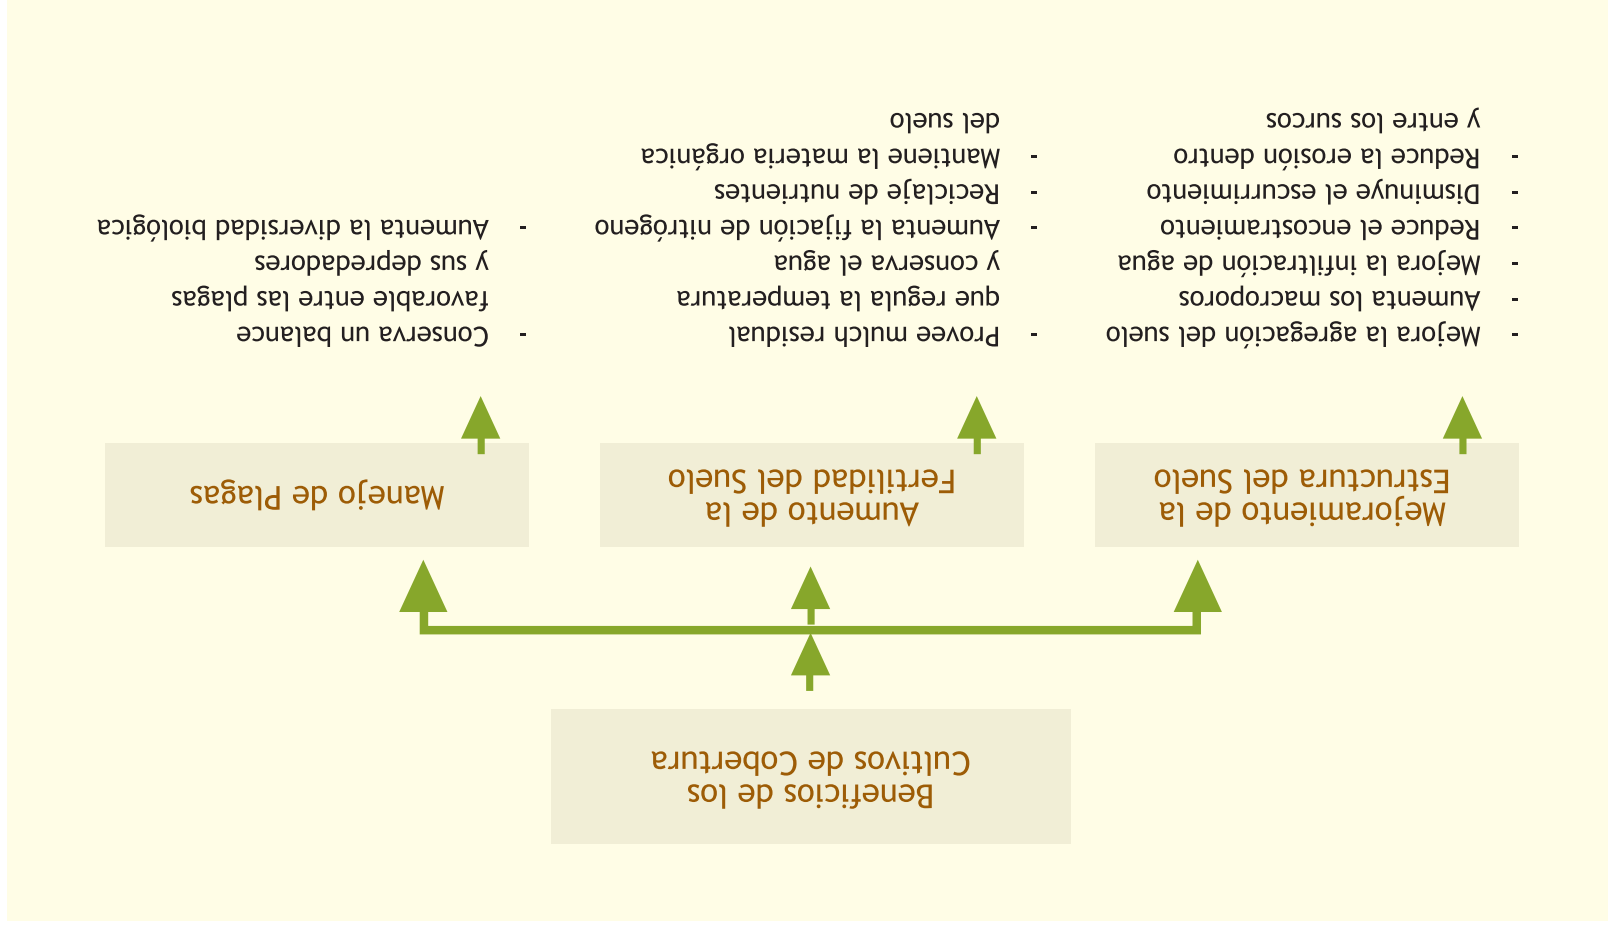 Beneficios de los
Cultivos de Cobertura
Mejoramiento de la
Estructura del Suelo
- Mejora la agregación del suelo
- Aumenta los macroporos
- Mejora la infiltración de agua
- Reduce el encostramiento
- Disminuye el escurrimiento
- Reduce la erosión dentro
y entre los surcos
Aumento de la
Fertilidad del Suelo
- Provee mulch residual
que regula la temperatura
y conserva el agua
- Aumenta la fijación de nitrógeno
- Reciclaje de nutrientes
- Mantiene la materia orgánica
del suelo
Manejo de Plagas
- Conserva un balance
favorable entre las plagas
y sus depredadores
- Aumenta la diversidad biológica